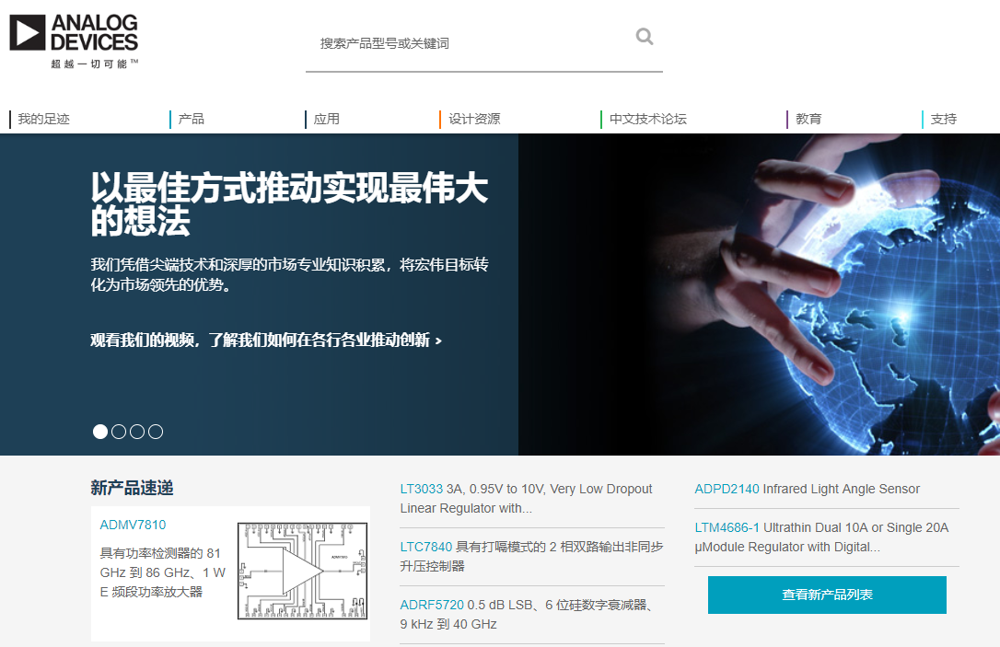 ANALOG
DEVICES
超越一切可能™
搜索产品型号或关键词
我的足迹
产品
应用
设计资源
中文技术论坛
教育
支持
以最佳方式推动实现最伟大
的想法
我们凭借尖端技术和深厚的市场专业知识积累，将宏伟目标转
化为市场领先的优势。
观看我们的视频，了解我们如何在各行各业推动创新 >
新产品速递
ADMV7810
具有功率检测器的 81
GHz 到 86 GHz、1 W
E 频段功率放大器
LT3033 3A, 0.95V to 10V, Very Low Dropout
Linear Regulator with...
LTC7840 具有打嗝模式的 2 相双路输出非同步
升压控制器
ADRF5720 0.5 dB LSB、6 位硅数字衰减器、
9 kHz 到 40 GHz
ADPD2140 Infrared Light Angle Sensor
LTM4686-1 Ultrathin Dual 10A or Single 20A
μModule Regulator with Digital...
查看新产品列表